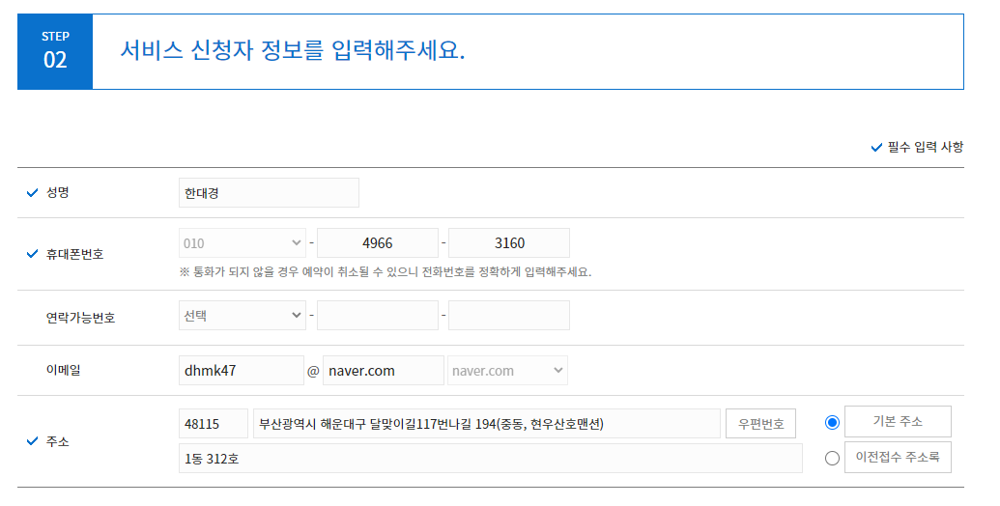 STEP
02
서비스 신청자 정보를 입력해주세요.
필수 입력 사항
성명 한대경
휴대폰번호 010 - 4966 - 3160
※ 통화가 되지 않을 경우 예약이 취소될 수 있으니 전화번호를 정확하게 입력해주세요.
연락가능번호 선택 - -
이메일 dhmk47 @ naver.com naver.com
주소 48115 부산광역시 해운대구 달맞이길117번나길 194(중동, 현우산호맨션) 우편번호 기본 주소
1동 312호 이전접수 주소록